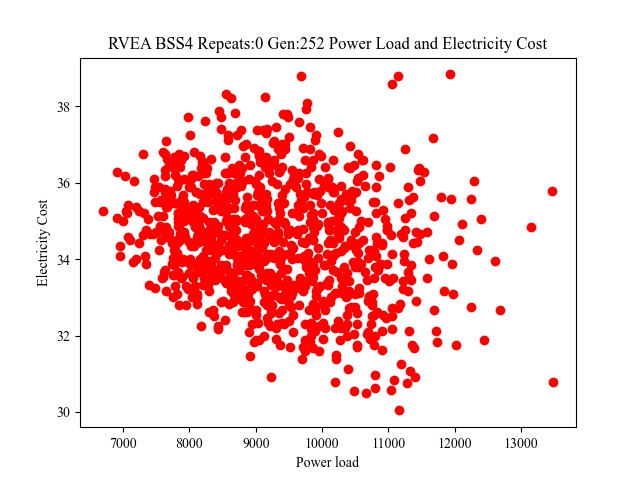 RVEA BSS4 Repeats:0 Gen:252 Power Load and Electricity Cost
38
36
34
32
30
Electricity Cost
7000 8000 9000 10000 11000 12000 13000
Power load